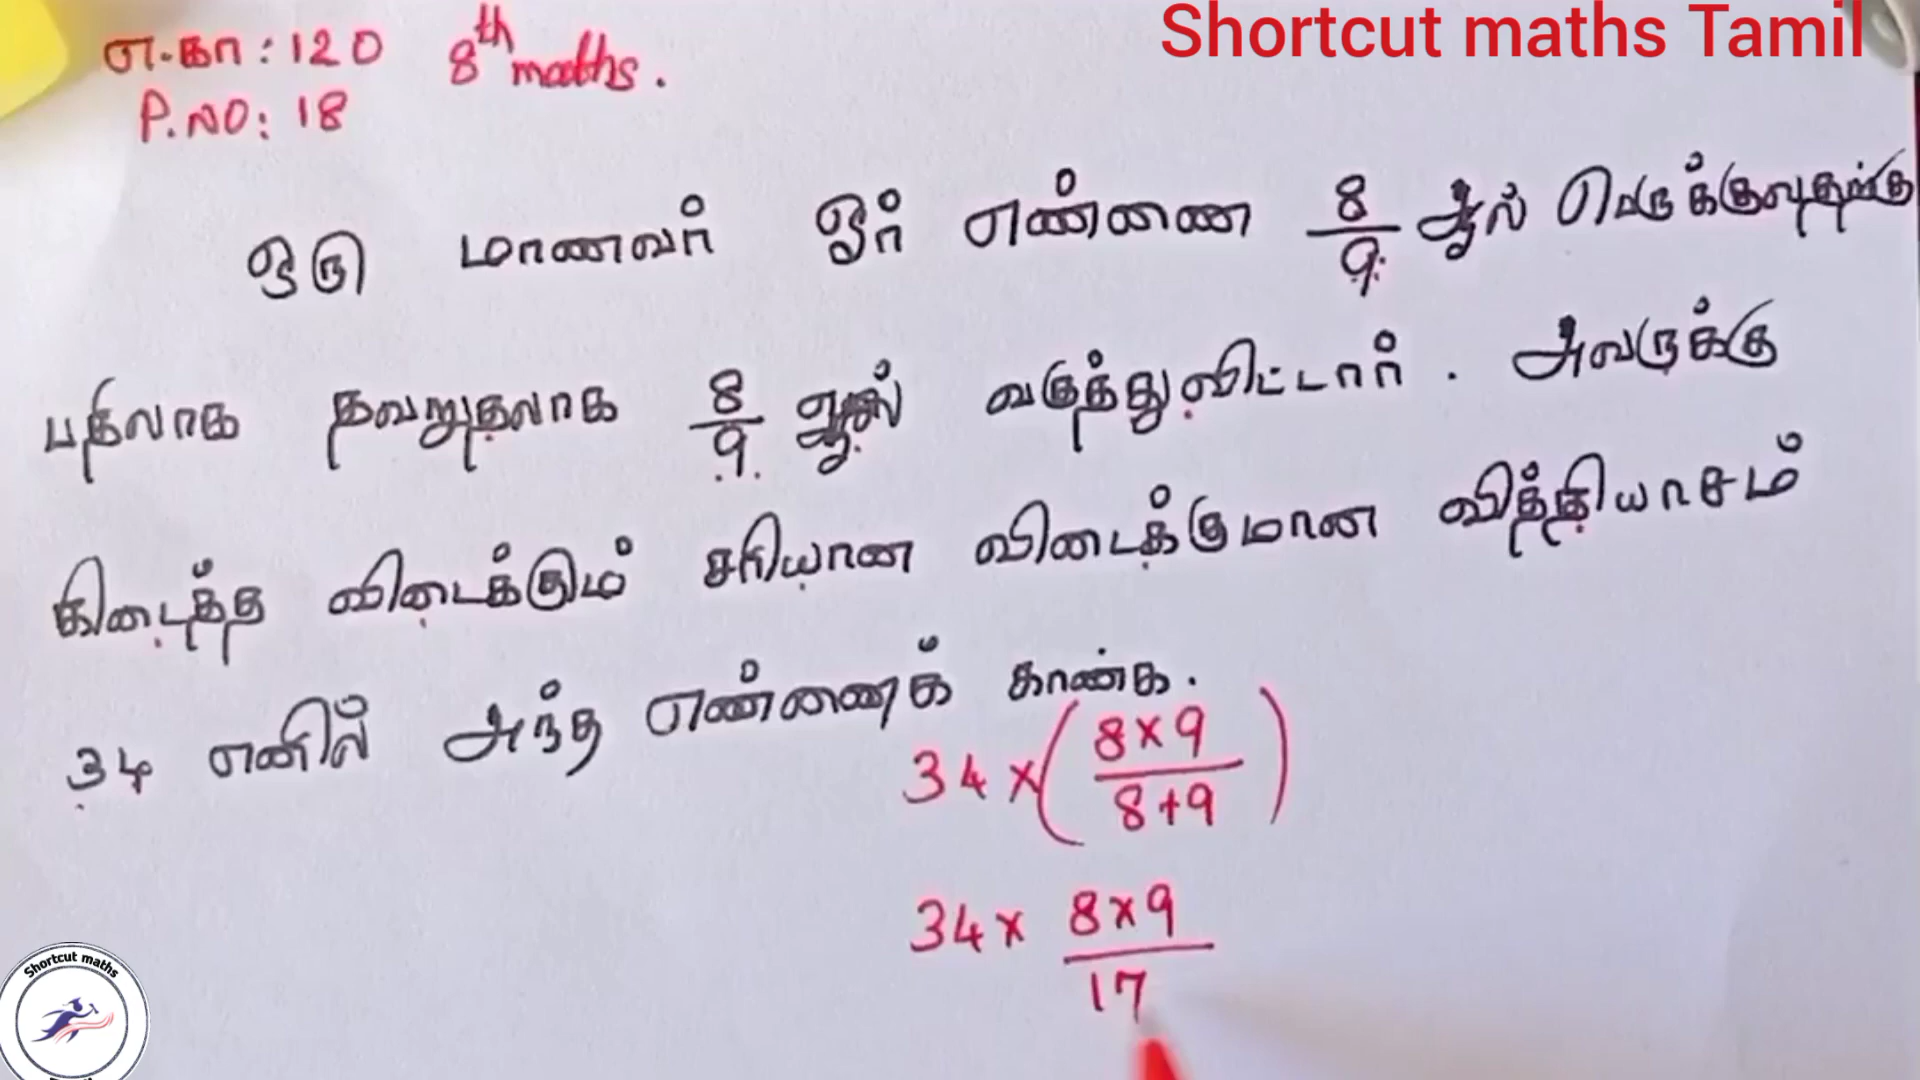 Shortcut maths Tamil
எ.கா : 120 8th maths.
P.NO: 18
ஒரு மாணவர் ஓர் எண்ணை 8/9 ஆல் பெருக்குவதற்கு
பதிலாக தவறுதலாக 8/9 ஆல் வகுத்துவிட்டார். அவருக்கு
கிடைத்த விடைக்கும் சரியான விடைக்குமான வித்தியாசம்
34 எனில் அந்த எண்ணைக் காண்க.
34 × ( 8×9 / 8+9 )
34 × 8×9 / 17
Shortcut maths